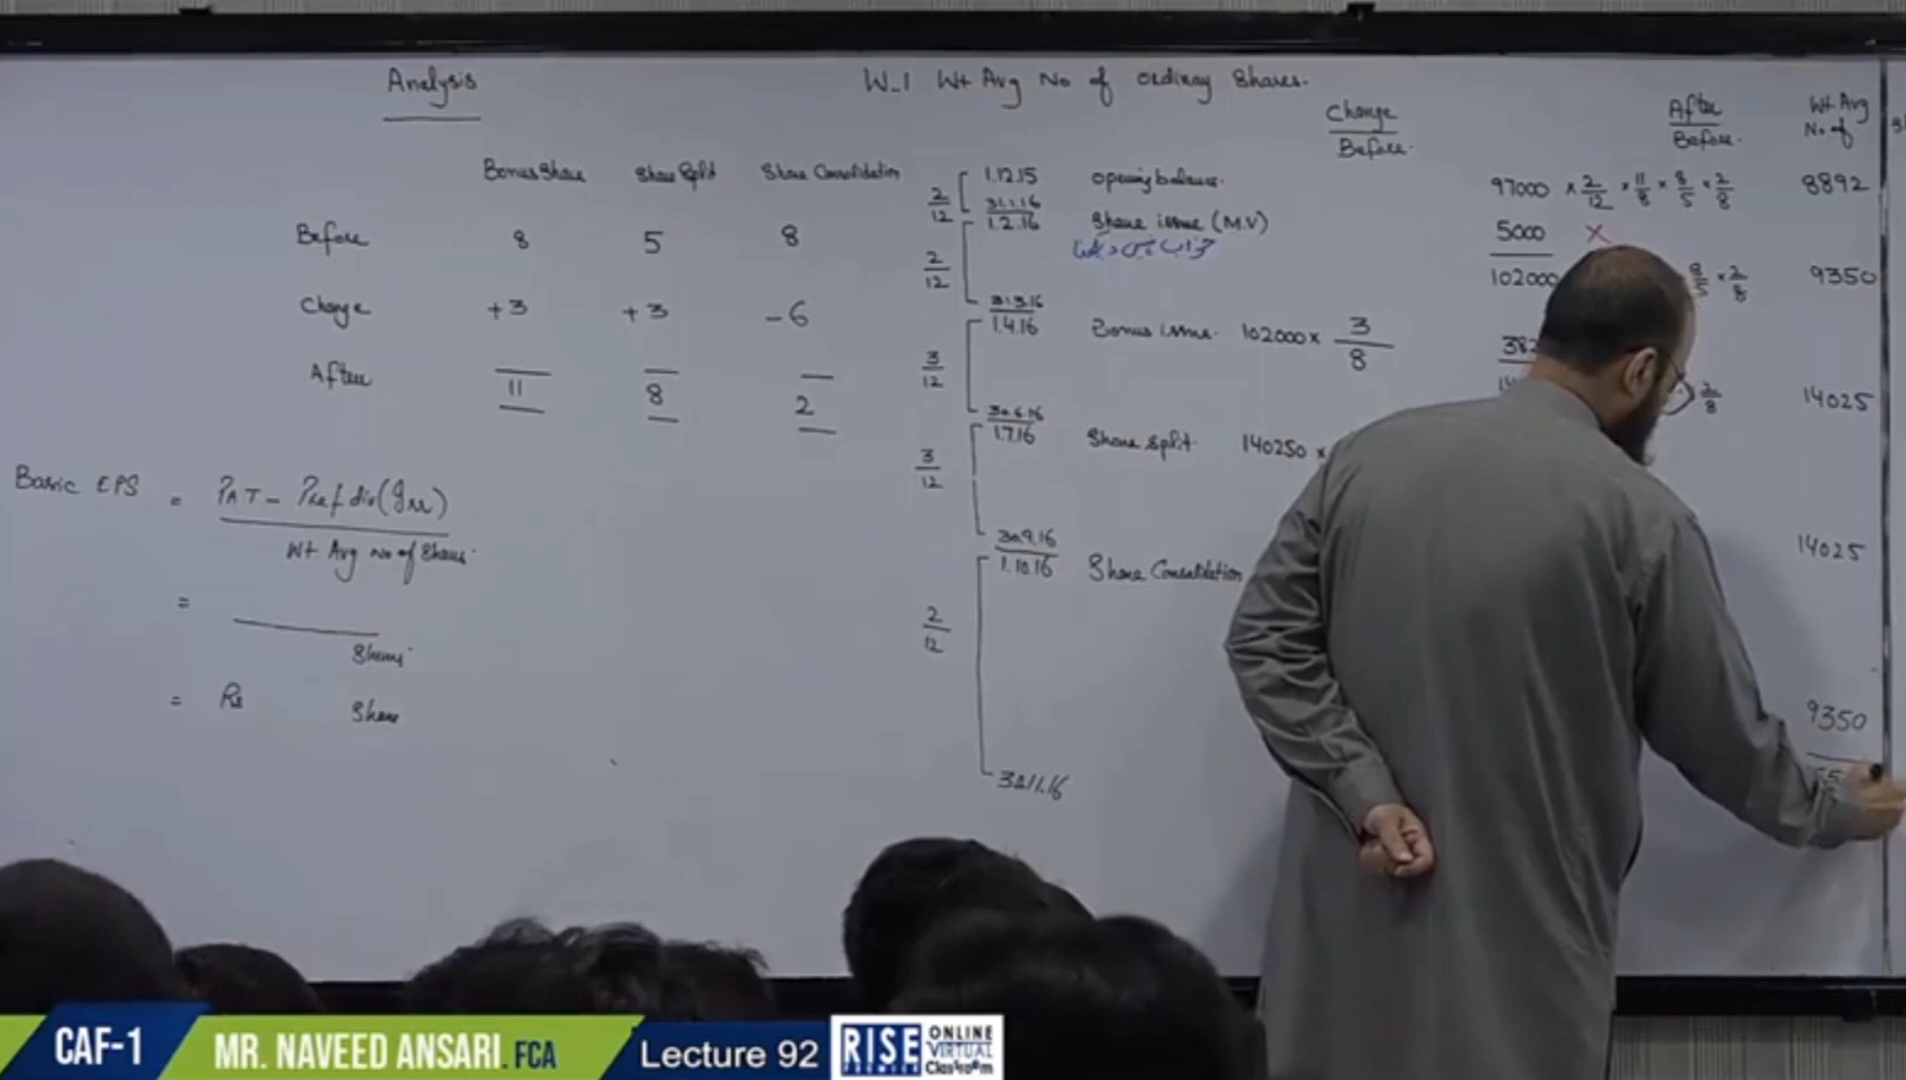 Analysis
Bonus Share Share Split Share Consolidation
Before 8 5 8
Change +3 +3 -6
After 11 8 2
Basic EPS = PAT - Pref div (Irr)
Wt Avg No of Shares
=
Shares
= Rs Share
W-1 Wt Avg No of ordinary Shares.
Change
Before
After
Before
Wt Avg
No of
2/12 1.12.15 opening balance. 97000 × 2/12 × 11/8 × 8/5 × 2/8 8892
31.1.16
1.2.16 Share issue (M.V) 5000 ×
2/12 102000 8/5 × 2/8 9350
31.3.16
1.4.16 Bonus issue. 102000 × 3/8
3/12 2/8 14025
30.6.16
1.7.16 Share split. 140250 ×
3/12
30.9.16 14025
1.10.16 Share Consolidation
2/12 9350
30.11.16
CAF-1
MR. NAVEED ANSARI. FCA
Lecture 92
RISE
PREMIER
ONLINE
VIRTUAL
Classroom